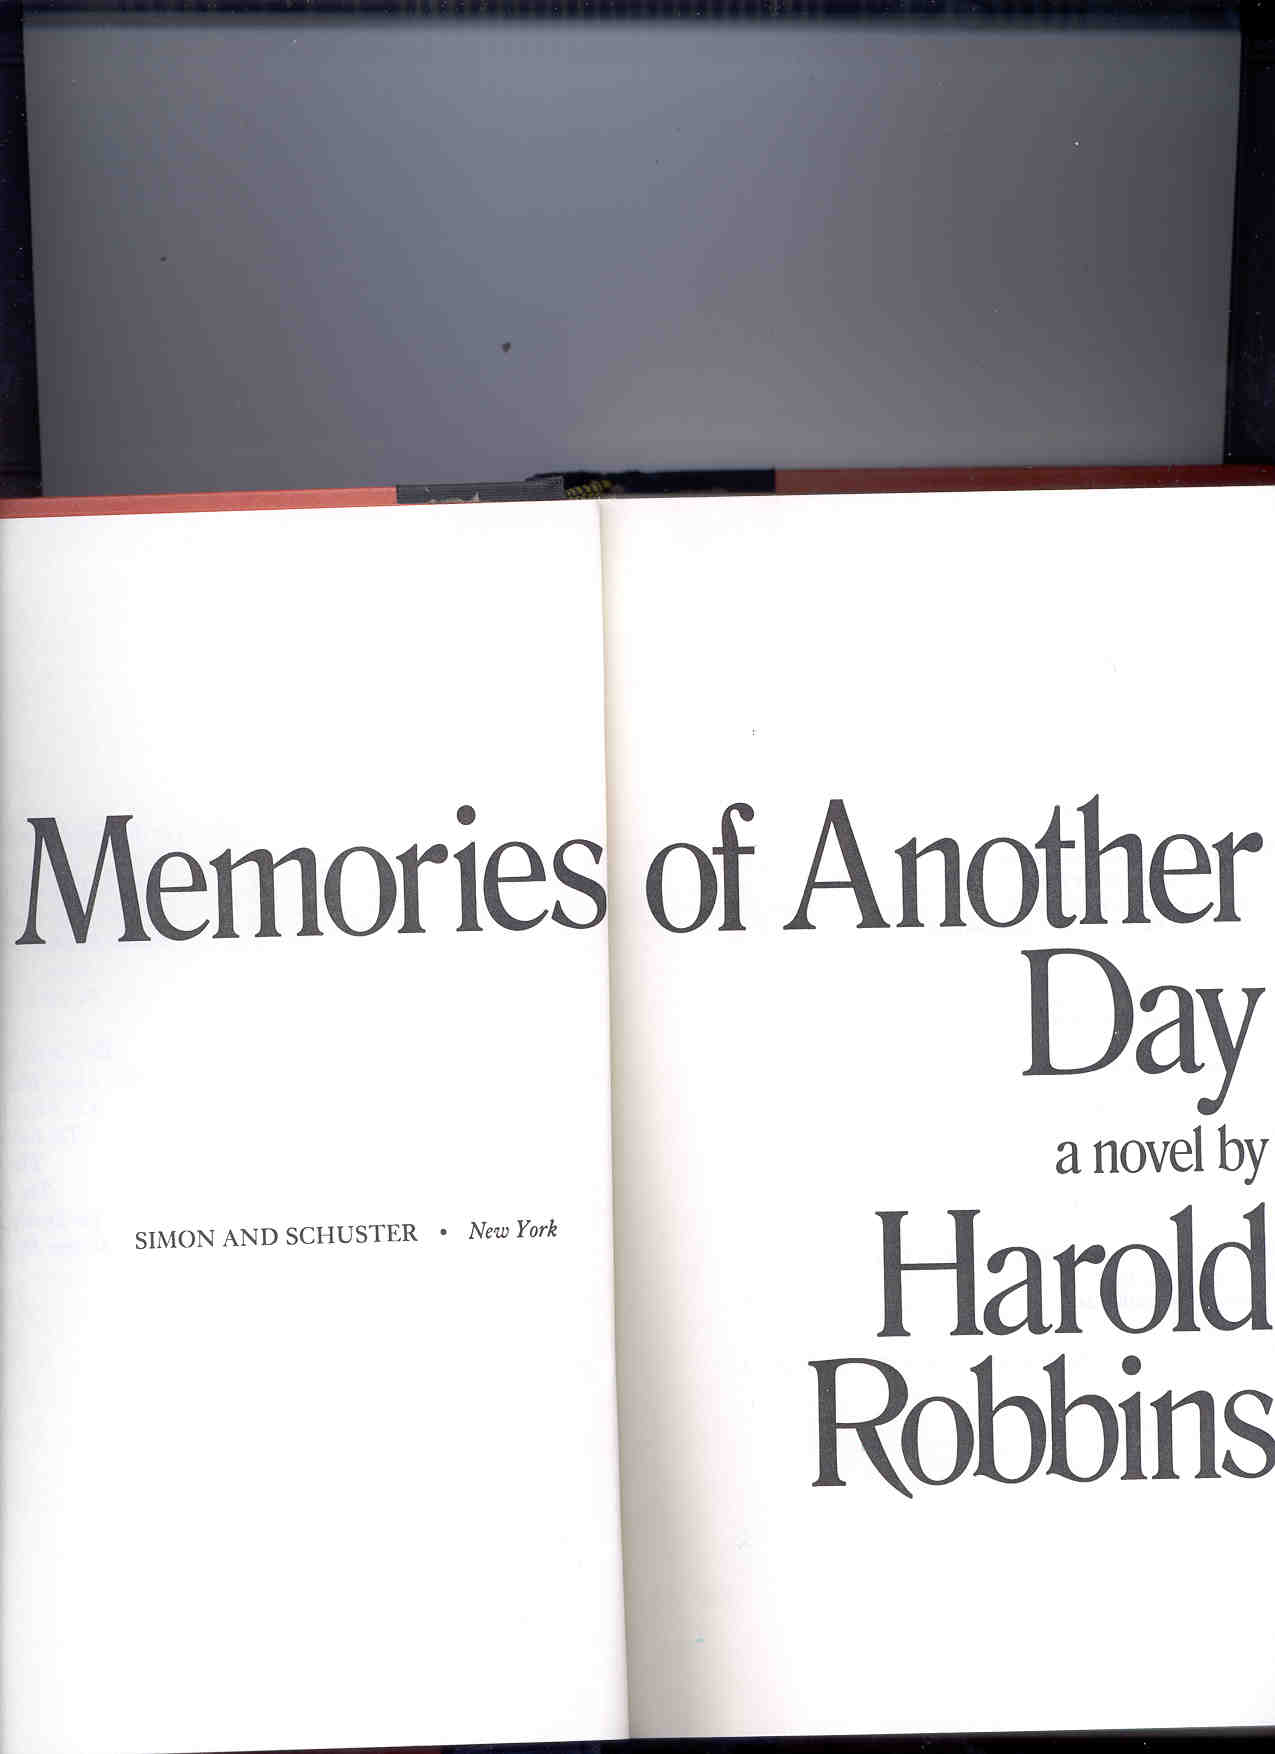 Memories of Another
Day
a novel by
Harold
Robbins
SIMON AND SCHUSTER • New York